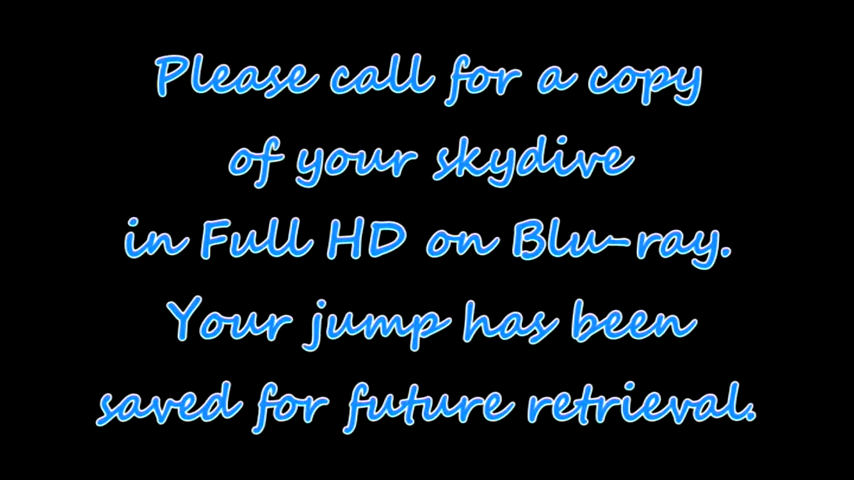 Please call for a copy
of your skydive
in Full HD on Blu-ray.
Your jump has been
saved for future retrieval.